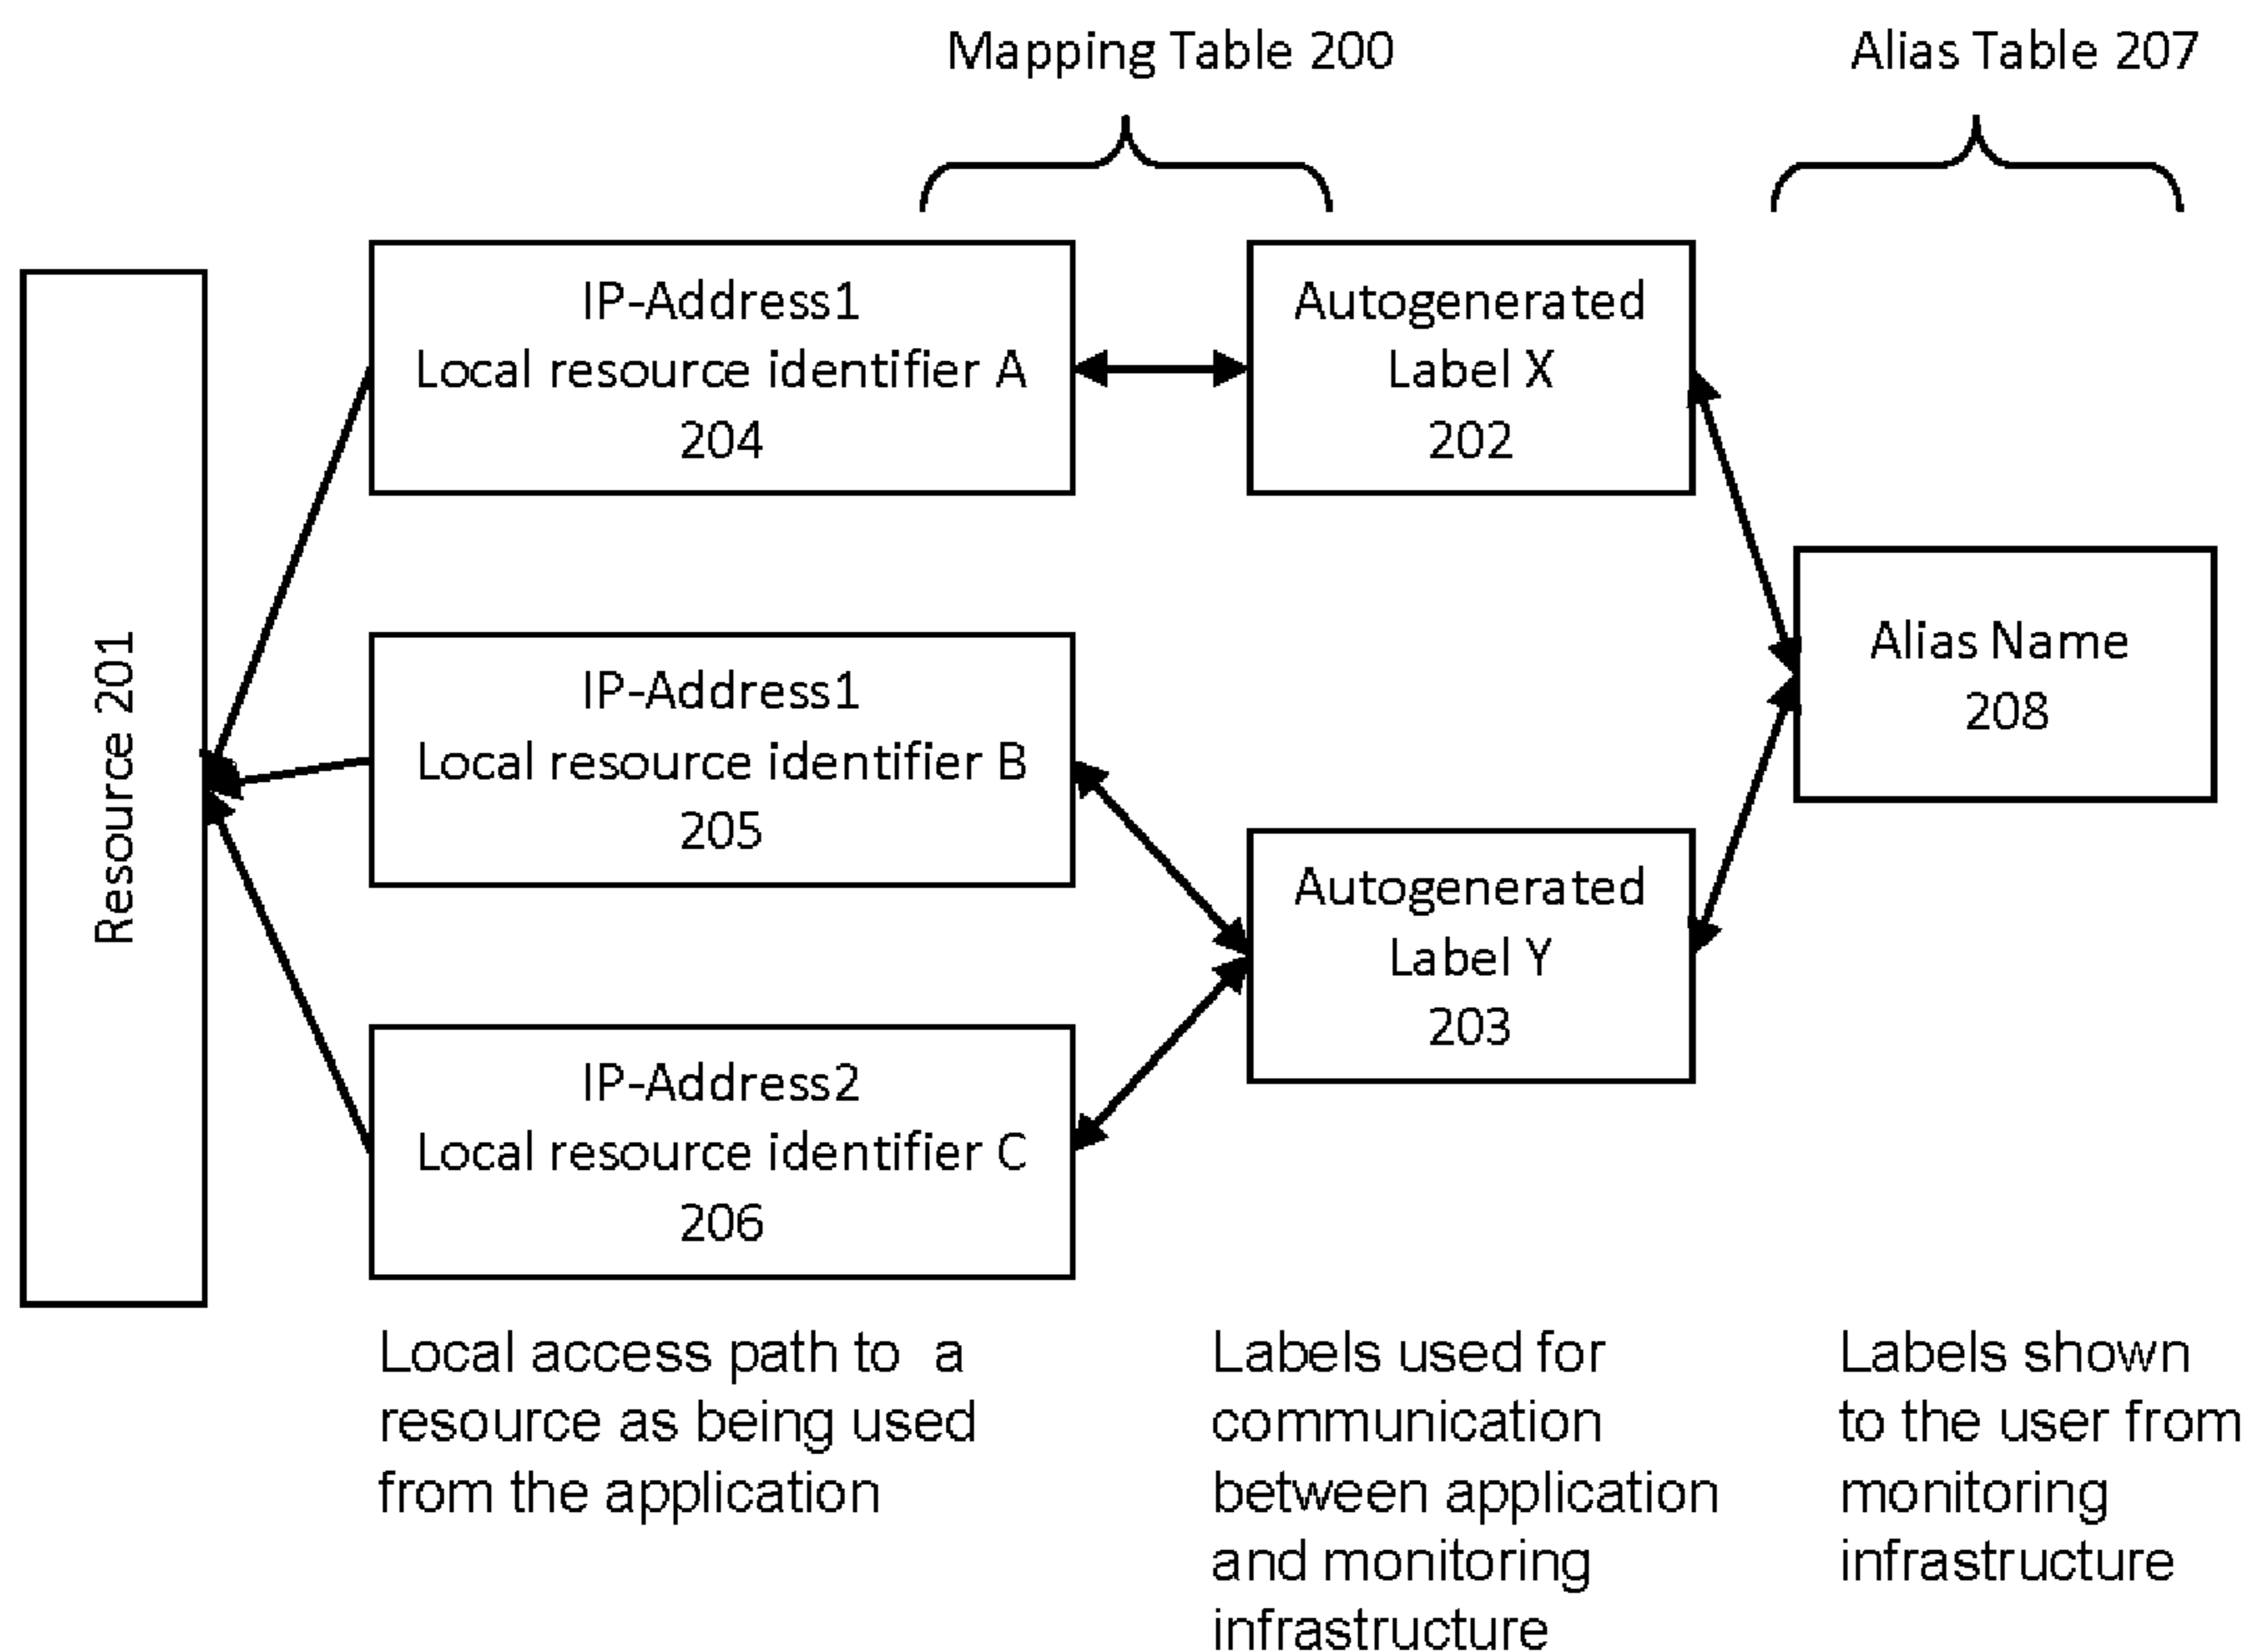 Mapping Table 200
Alias Table 207
Resource 201
IP-Address1
Local resource identifier A
204
Autogenerated
Label X
202
IP-Address1
Local resource identifier B
205
Alias Name
208
Autogenerated
Label Y
203
IP-Address2
Local resource identifier C
206
Local access path to a
resource as being used
from the application
Labels used for
communication
between application
and monitoring
infrastructure
Labels shown
to the user from
monitoring
infrastructure